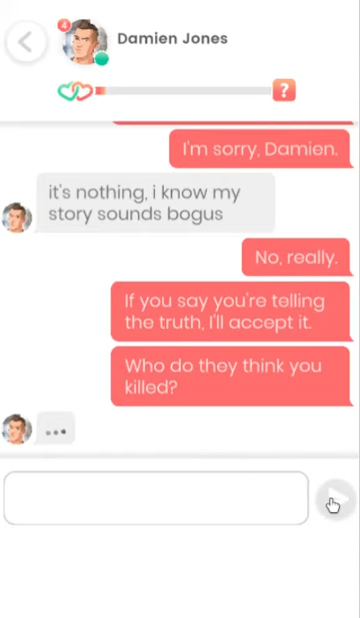 4
Damien Jones
?
I'm sorry, Damien.
it's nothing, i know my
story sounds bogus
No, really.
If you say you're telling
the truth, I'll accept it.
Who do they think you
killed?
...